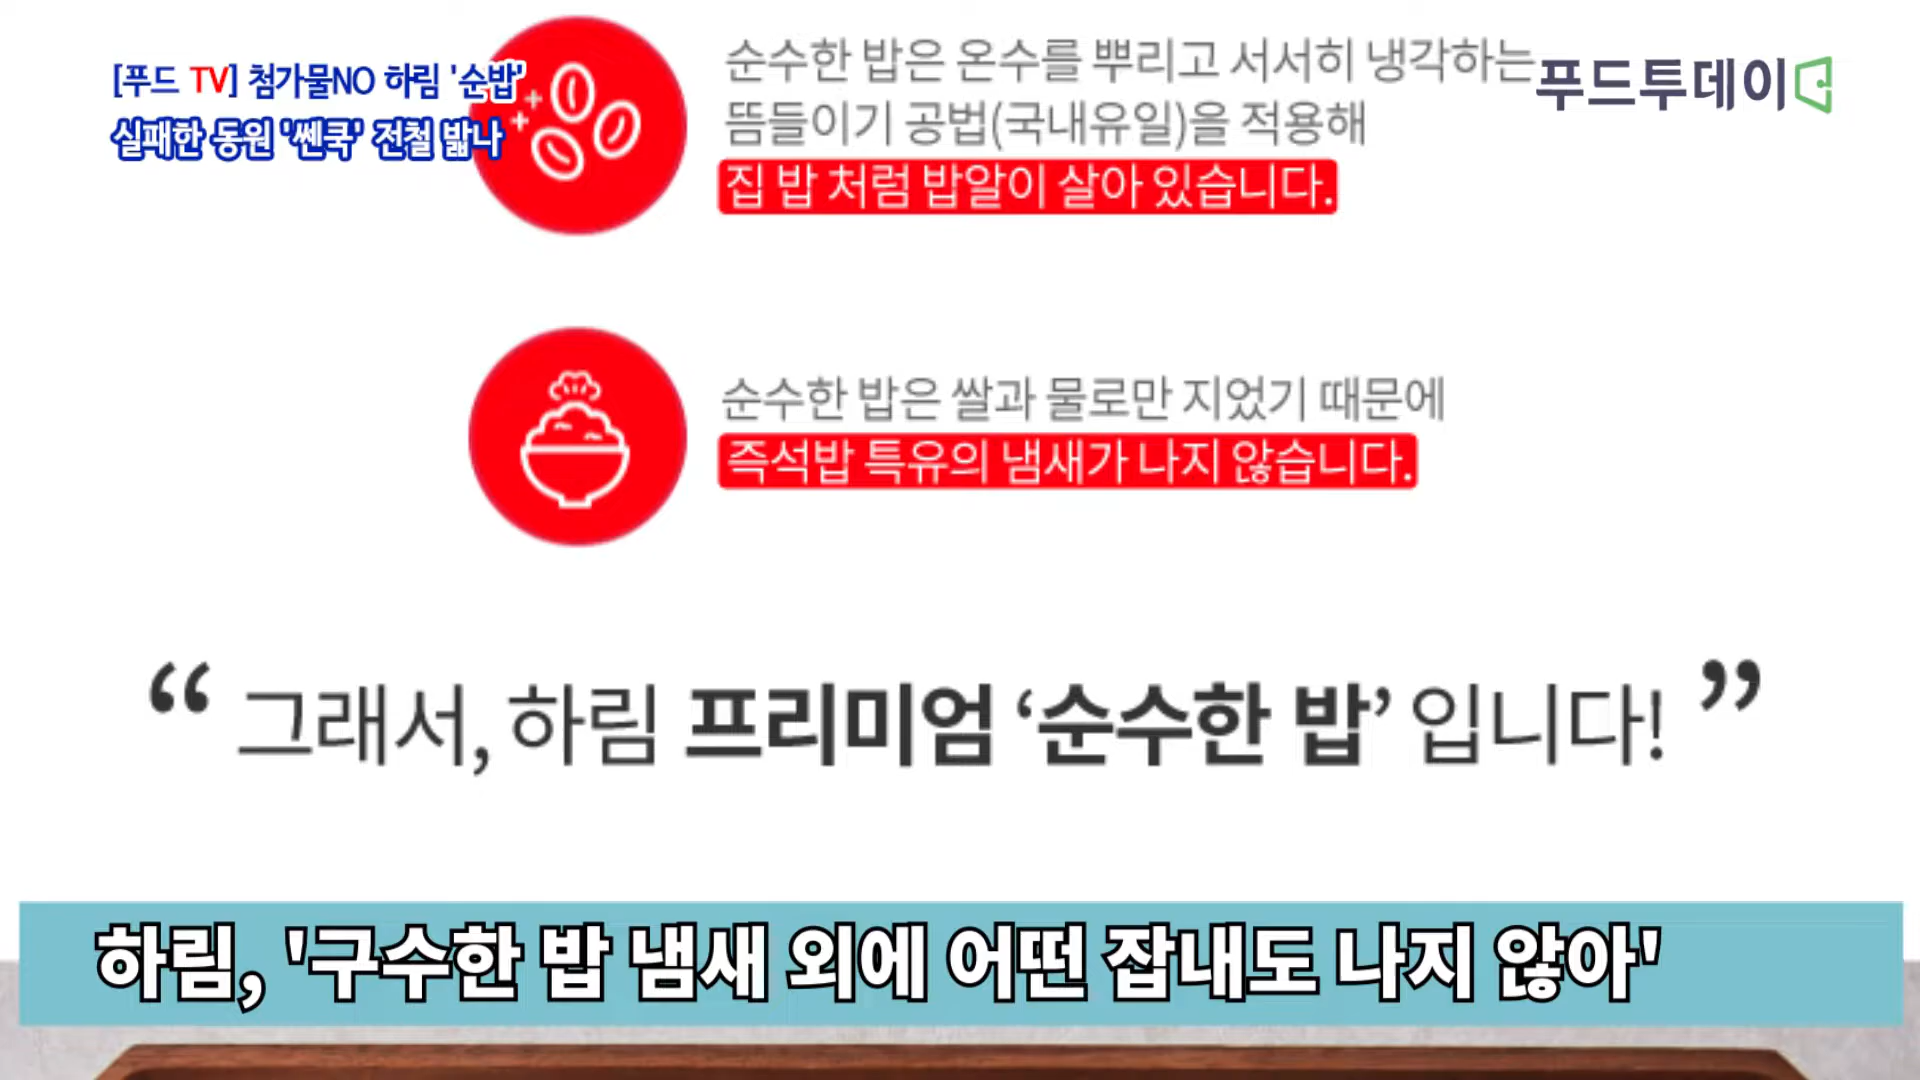 [푸드 TV] 첨가물NO 하림 '순밥'
실패한 동원 '쎈쿡' 전철 밟나
푸드투데이
순수한 밥은 온수를 뿌리고 서서히 냉각하는
뜸들이기 공법(국내유일)을 적용해
집 밥 처럼 밥알이 살아 있습니다.
순수한 밥은 쌀과 물로만 지었기 때문에
즉석밥 특유의 냄새가 나지 않습니다.
“ 그래서, 하림 프리미엄 ‘순수한 밥’ 입니다! ”
하림, '구수한 밥 냄새 외에 어떤 잡내도 나지 않아'